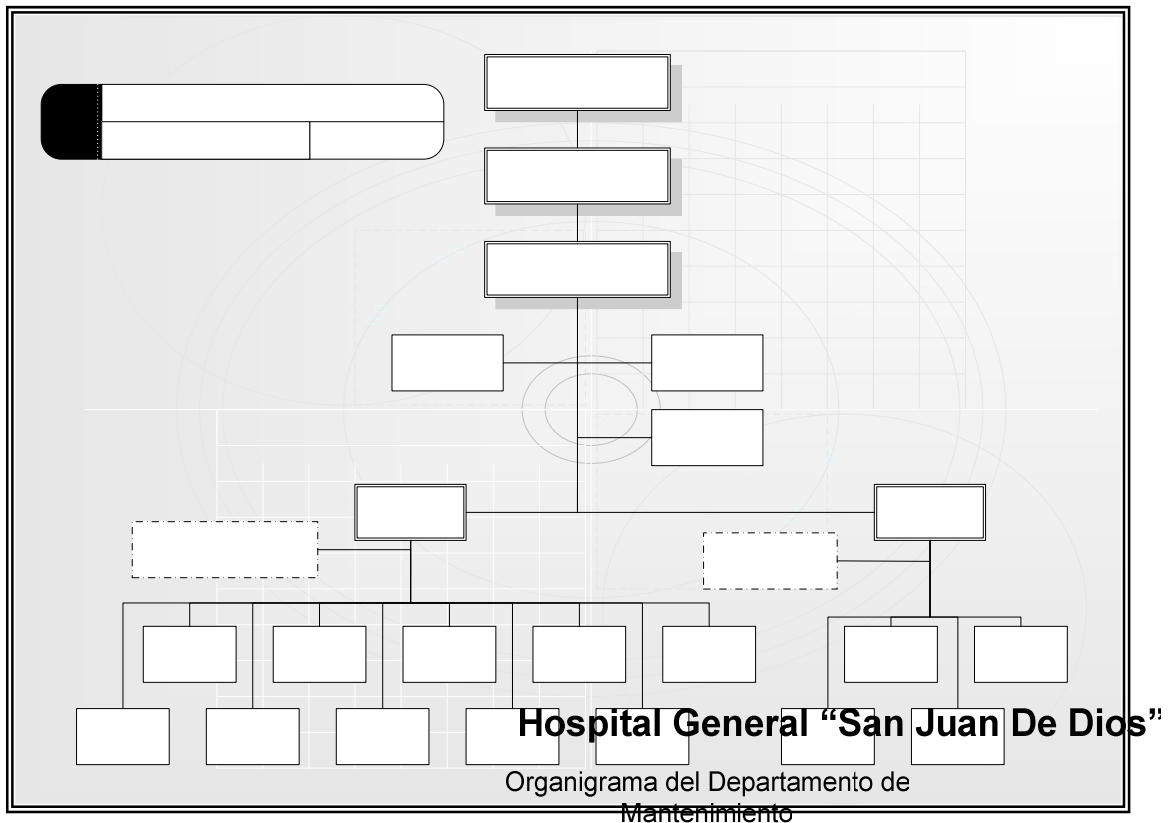 Hospital General “San Juan De Dios”
Organigrama del Departamento de
Mantenimiento